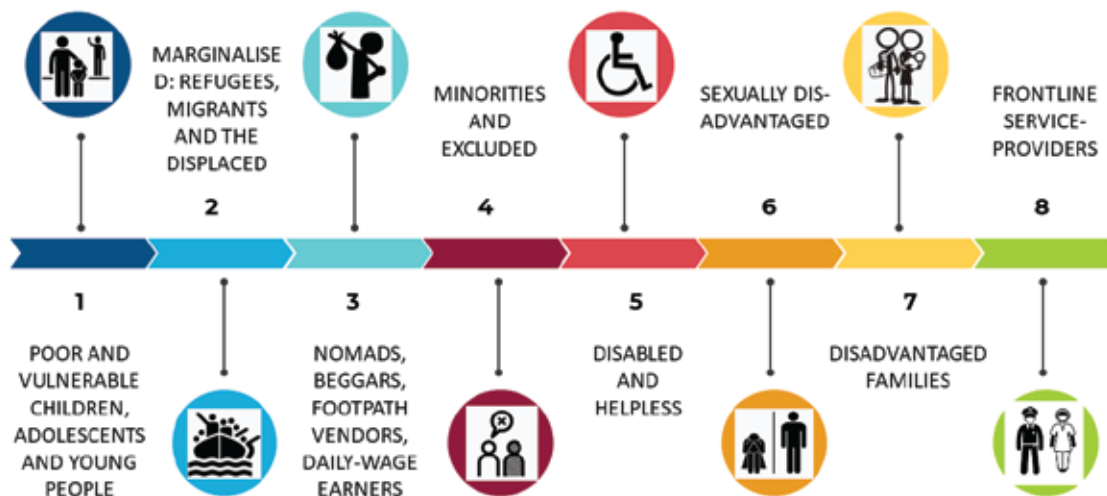 1
POOR AND
VULNERABLE
CHILDREN,
ADOLESCENTS
AND YOUNG
PEOPLE
MARGINALISE
D: REFUGEES,
MIGRANTS
AND THE
DISPLACED
2
3
NOMADS,
BEGGARS,
FOOTPATH
VENDORS,
DAILY-WAGE
EARNERS
MINORITIES
AND
EXCLUDED
4
5
DISABLED
AND
HELPLESS
SEXUALLY DIS-
ADVANTAGED
6
7
DISADVANTAGED
FAMILIES
FRONTLINE
SERVICE-
PROVIDERS
8